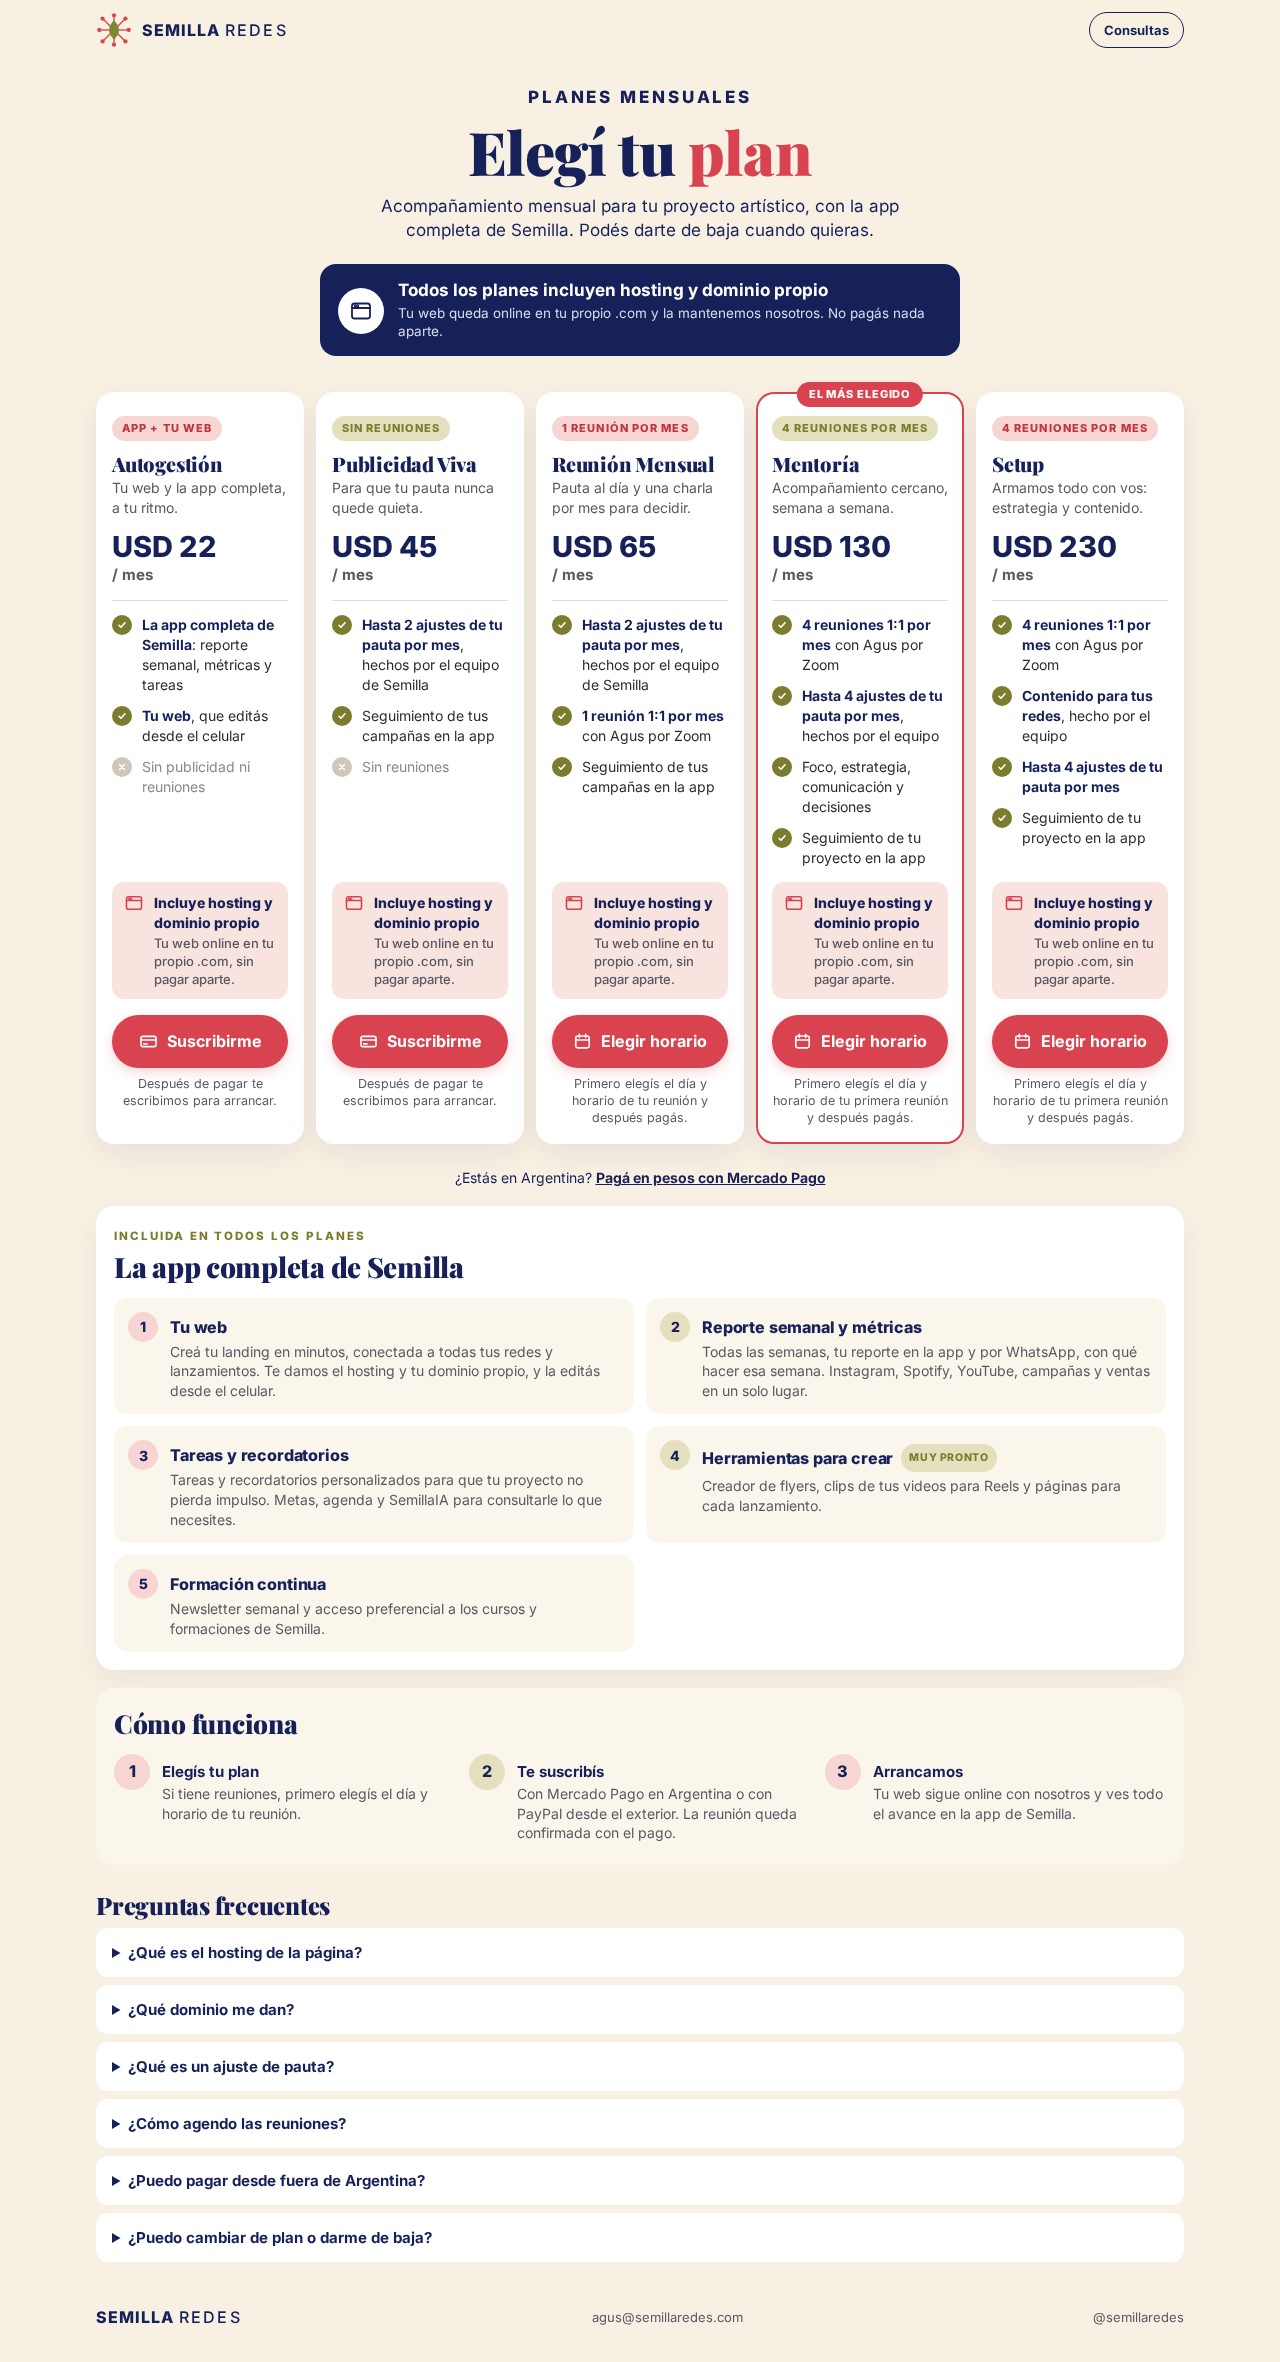 SEMILLA REDES
Consultas
PLANES MENSUALES
Elegí tu plan
Acompañamiento mensual para tu proyecto artístico, con la app
completa de Semilla. Podés darte de baja cuando quieras.
Todos los planes incluyen hosting y dominio propio
Tu web queda online en tu propio .com y la mantenemos nosotros. No pagás nada
aparte.
APP + TU WEB
Autogestión
Tu web y la app completa,
a tu ritmo.
USD 22
/ mes
La app completa de
Semilla: reporte
semanal, métricas y
tareas
Tu web, que editás
desde el celular
Sin publicidad ni
reuniones
Incluye hosting y
dominio propio
Tu web online en tu
propio .com, sin
pagar aparte.
Suscribirme
Después de pagar te
escribimos para arrancar.
SIN REUNIONES
Publicidad Viva
Para que tu pauta nunca
quede quieta.
USD 45
/ mes
Hasta 2 ajustes de tu
pauta por mes,
hechos por el equipo
de Semilla
Seguimiento de tus
campañas en la app
Sin reuniones
Incluye hosting y
dominio propio
Tu web online en tu
propio .com, sin
pagar aparte.
Suscribirme
Después de pagar te
escribimos para arrancar.
1 REUNIÓN POR MES
Reunión Mensual
Pauta al día y una charla
por mes para decidir.
USD 65
/ mes
Hasta 2 ajustes de tu
pauta por mes,
hechos por el equipo
de Semilla
1 reunión 1:1 por mes
con Agus por Zoom
Seguimiento de tus
campañas en la app
Incluye hosting y
dominio propio
Tu web online en tu
propio .com, sin
pagar aparte.
Elegir horario
Primero elegís el día y
horario de tu reunión y
después pagás.
EL MÁS ELEGIDO
4 REUNIONES POR MES
Mentoría
Acompañamiento cercano,
semana a semana.
USD 130
/ mes
4 reuniones 1:1 por
mes con Agus por
Zoom
Hasta 4 ajustes de tu
pauta por mes,
hechos por el equipo
Foco, estrategia,
comunicación y
decisiones
Seguimiento de tu
proyecto en la app
Incluye hosting y
dominio propio
Tu web online en tu
propio .com, sin
pagar aparte.
Elegir horario
Primero elegís el día y
horario de tu primera reunión
y después pagás.
4 REUNIONES POR MES
Setup
Armamos todo con vos:
estrategia y contenido.
USD 230
/ mes
4 reuniones 1:1 por
mes con Agus por
Zoom
Contenido para tus
redes, hecho por el
equipo
Hasta 4 ajustes de tu
pauta por mes
Seguimiento de tu
proyecto en la app
Incluye hosting y
dominio propio
Tu web online en tu
propio .com, sin
pagar aparte.
Elegir horario
Primero elegís el día y
horario de tu primera reunión
y después pagás.
¿Estás en Argentina? Pagá en pesos con Mercado Pago
INCLUIDA EN TODOS LOS PLANES
La app completa de Semilla
1
Tu web
Creá tu landing en minutos, conectada a todas tus redes y
lanzamientos. Te damos el hosting y tu dominio propio, y la editás
desde el celular.
2
Reporte semanal y métricas
Todas las semanas, tu reporte en la app y por WhatsApp, con qué
hacer esa semana. Instagram, Spotify, YouTube, campañas y ventas
en un solo lugar.
3
Tareas y recordatorios
Tareas y recordatorios personalizados para que tu proyecto no
pierda impulso. Metas, agenda y SemillaIA para consultarle lo que
necesites.
4
Herramientas para crear MUY PRONTO
Creador de flyers, clips de tus videos para Reels y páginas para
cada lanzamiento.
5
Formación continua
Newsletter semanal y acceso preferencial a los cursos y
formaciones de Semilla.
Cómo funciona
1
Elegís tu plan
Si tiene reuniones, primero elegís el día y
horario de tu reunión.
2
Te suscribís
Con Mercado Pago en Argentina o con
PayPal desde el exterior. La reunión queda
confirmada con el pago.
3
Arrancamos
Tu web sigue online con nosotros y ves todo
el avance en la app de Semilla.
Preguntas frecuentes
¿Qué es el hosting de la página?
¿Qué dominio me dan?
¿Qué es un ajuste de pauta?
¿Cómo agendo las reuniones?
¿Puedo pagar desde fuera de Argentina?
¿Puedo cambiar de plan o darme de baja?
SEMILLA REDES
agus@semillaredes.com
@semillaredes